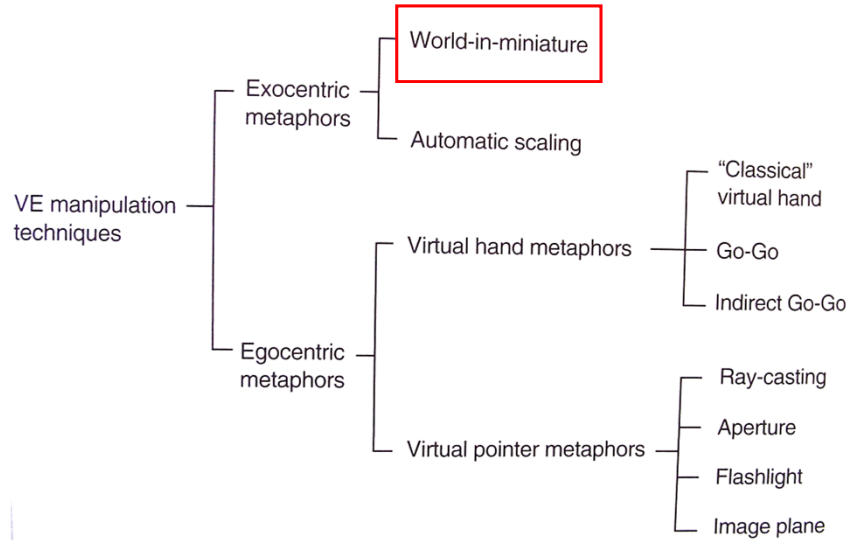 World-in-miniature
Exocentric
metaphors
Automatic scaling
"Classical"
virtual hand
VE manipulation
techniques
Virtual hand metaphors
Go-Go
Indirect Go-Go
Egocentric
metaphors
Ray-casting
Aperture
Virtual pointer metaphors
Flashlight
Image plane